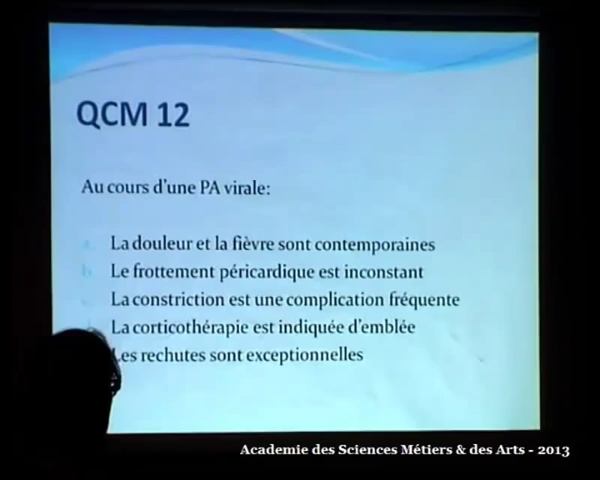 QCM 12
Au cours d'une PA virale:
a. La douleur et la fièvre sont contemporaines
b. Le frottement péricardique est inconstant
c. La constriction est une complication fréquente
La corticothérapie est indiquée d'emblée
Les rechutes sont exceptionnelles
Academie des Sciences Métiers & des Arts - 2013